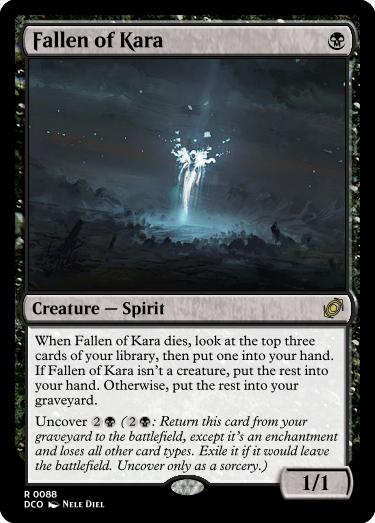 Fallen of Kara
Creature — Spirit
When Fallen of Kara dies, look at the top three
cards of your library, then put one into your hand.
If Fallen of Kara isn't a creature, put the rest into
your hand. Otherwise, put the rest into your
graveyard.
Uncover 2 ( 2 : Return this card from your
graveyard to the battlefield, except it's an enchantment
and loses all other card types. Exile it if it would leave
the battlefield. Uncover only as a sorcery.)
1/1
R 0088
DCO NELE DIEL